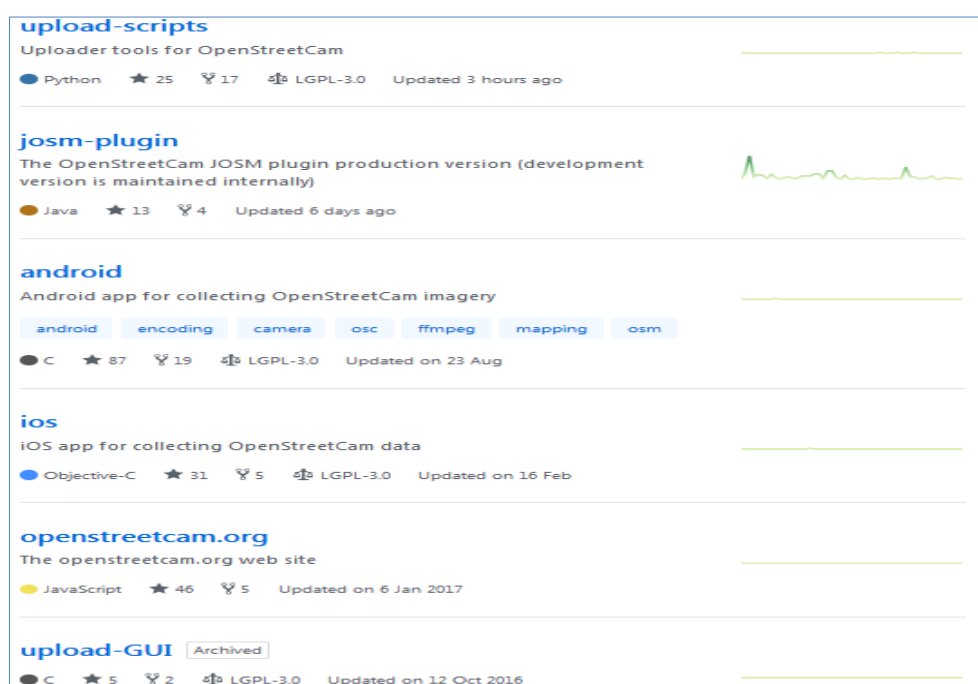 upload-scripts
Uploader tools for OpenStreetCam
Python 25 17 LGPL-3.0 Updated 3 hours ago
josm-plugin
The OpenStreetCam JOSM plugin production version (development
version is maintained internally)
Java 13 4 Updated 6 days ago
android
Android app for collecting OpenStreetCam imagery
android encoding camera osc ffmpeg mapping osm
C 87 19 LGPL-3.0 Updated on 23 Aug
ios
iOS app for collecting OpenStreetCam data
Objective-C 31 5 LGPL-3.0 Updated on 16 Feb
openstreetcam.org
The openstreetcam.org web site
JavaScript 46 5 Updated on 6 Jan 2017
upload-GUI Archived
C 5 2 LGPL-3.0 Updated on 12 Oct 2016